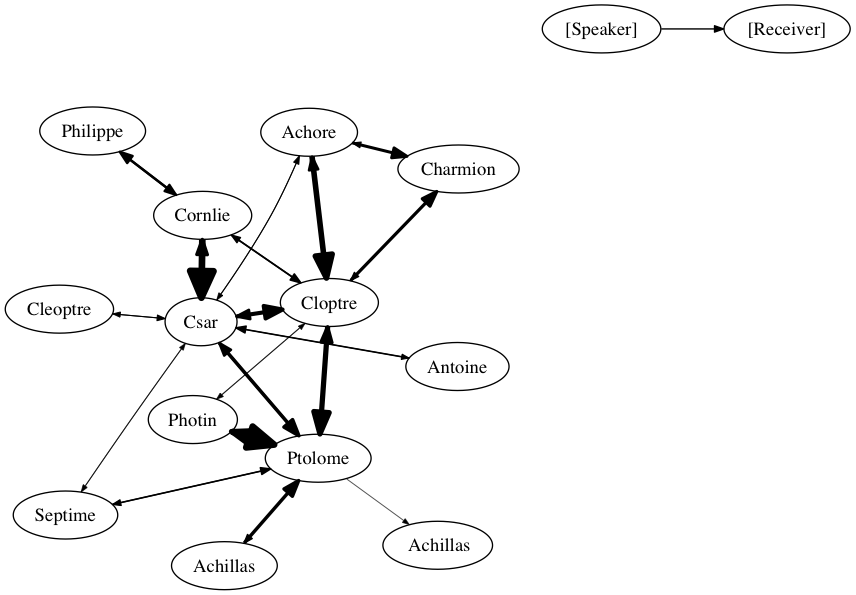 [Speaker]
[Receiver]
Philippe
Achore
Charmion
Cornlie
Cleoptre
Csar
Cloptre
Antoine
Photin
Ptolome
Septime
Achillas
Achillas